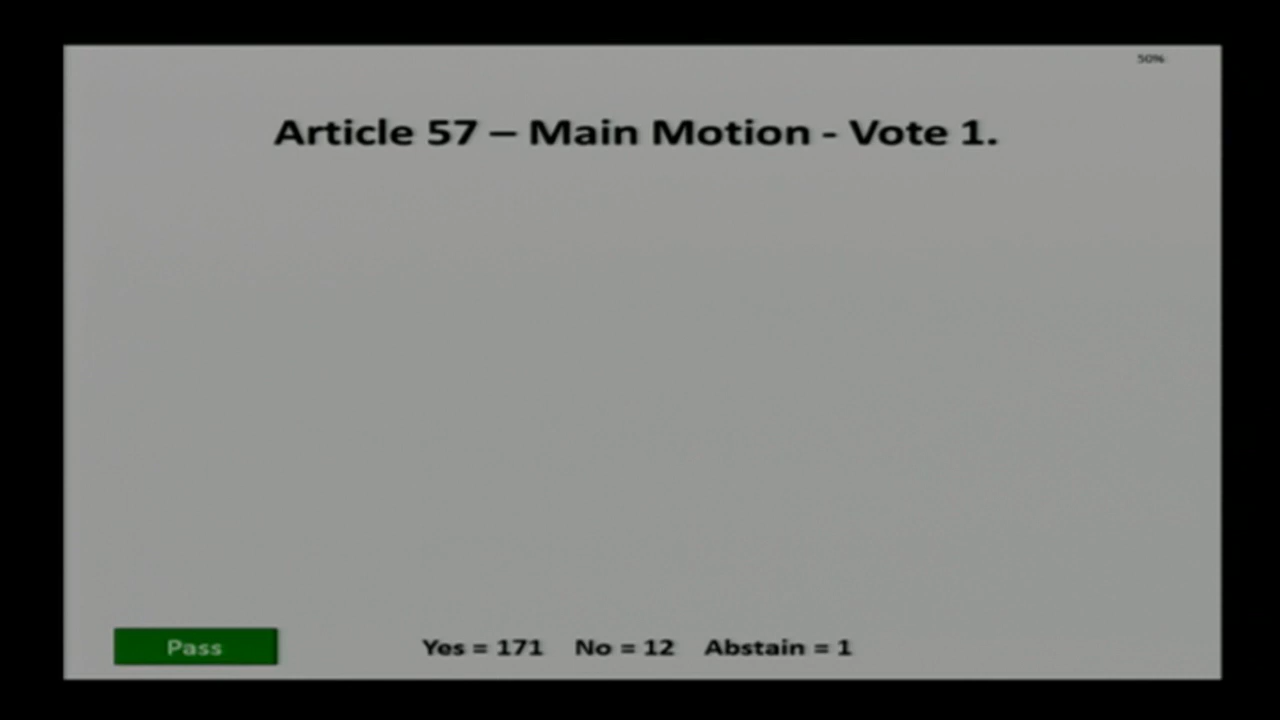 50%
Article 57 – Main Motion - Vote 1.
Pass
Yes = 171 No = 12 Abstain = 1